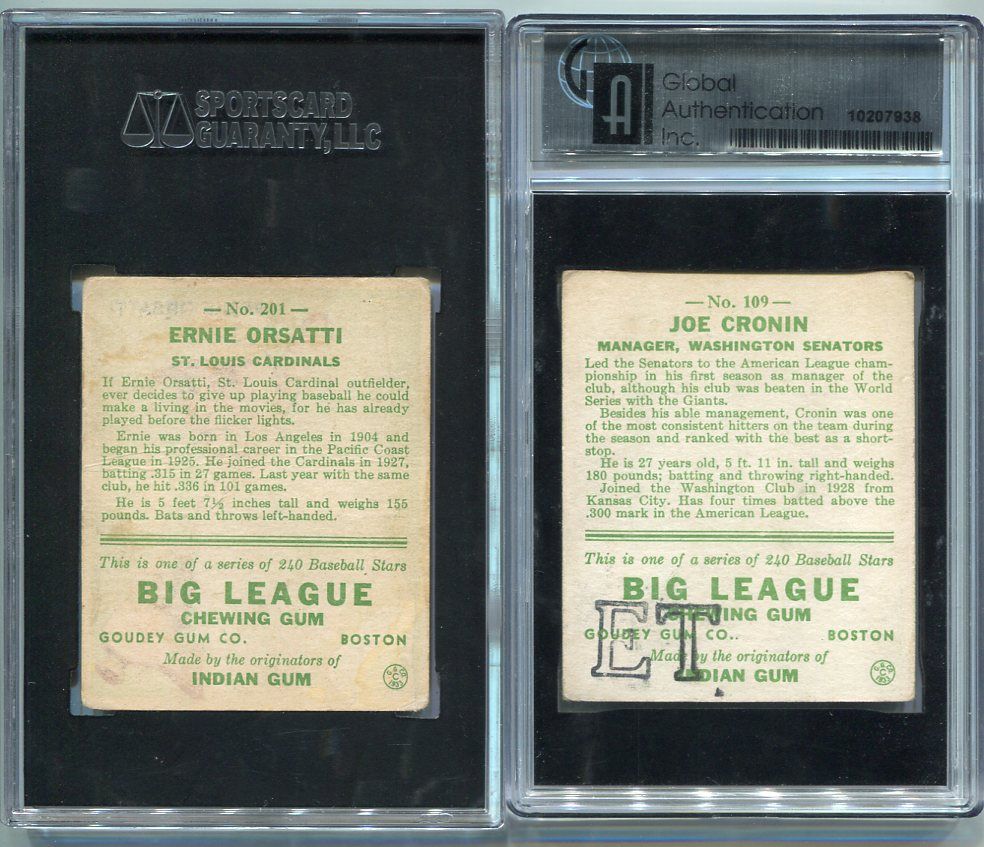 SPORTSCARD
GUARANTY, LLC
— No. 201 —
ERNIE ORSATTI
ST. LOUIS CARDINALS
If Ernie Orsatti, St. Louis Cardinal outfielder,
ever decides to give up playing baseball he could
make a living in the movies, for he has already
played before the flicker lights.
Ernie was born in Los Angeles in 1904 and
began his professional career in the Pacific Coast
League in 1925. He joined the Cardinals in 1927,
batting .315 in 27 games. Last year with the same
club, he hit .336 in 101 games.
He is 5 feet 7½ inches tall and weighs 155
pounds. Bats and throws left-handed.
This is one of a series of 240 Baseball Stars
BIG LEAGUE
CHEWING GUM
GOUDEY GUM CO. BOSTON
Made by the originators of
INDIAN GUM
GA
Global
Authentication
Inc.
10207938
— No. 109 —
JOE CRONIN
MANAGER, WASHINGTON SENATORS
Led the Senators to the American League cham-
pionship in his first season as manager of the
club, although his club was beaten in the World
Series with the Giants.
Besides his able management, Cronin was one
of the most consistent hitters on the team during
the season and ranked with the best as a short-
stop.
He is 27 years old, 5 ft. 11 in. tall and weighs
180 pounds; batting and throwing right-handed.
Joined the Washington Club in 1928 from
Kansas City. Has four times batted above the
.300 mark in the American League.
This is one of a series of 240 Baseball Stars
BIG LEAGUE
CHEWING GUM
GOUDEY GUM CO.. BOSTON
Made by the originators of
INDIAN GUM
ET